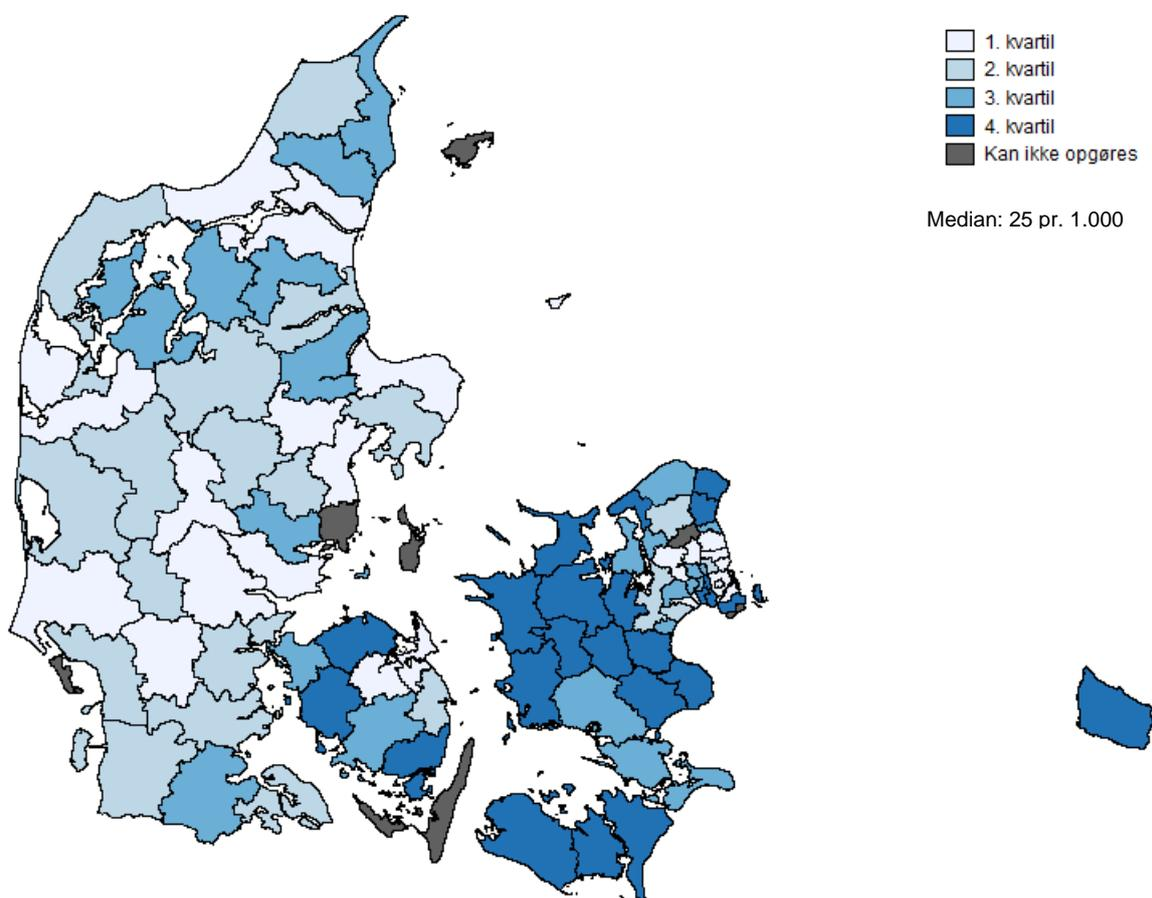 1. kvartil
2. kvartil
3. kvartil
4. kvartil
Kan ikke opgøres
Median: 25 pr. 1.000